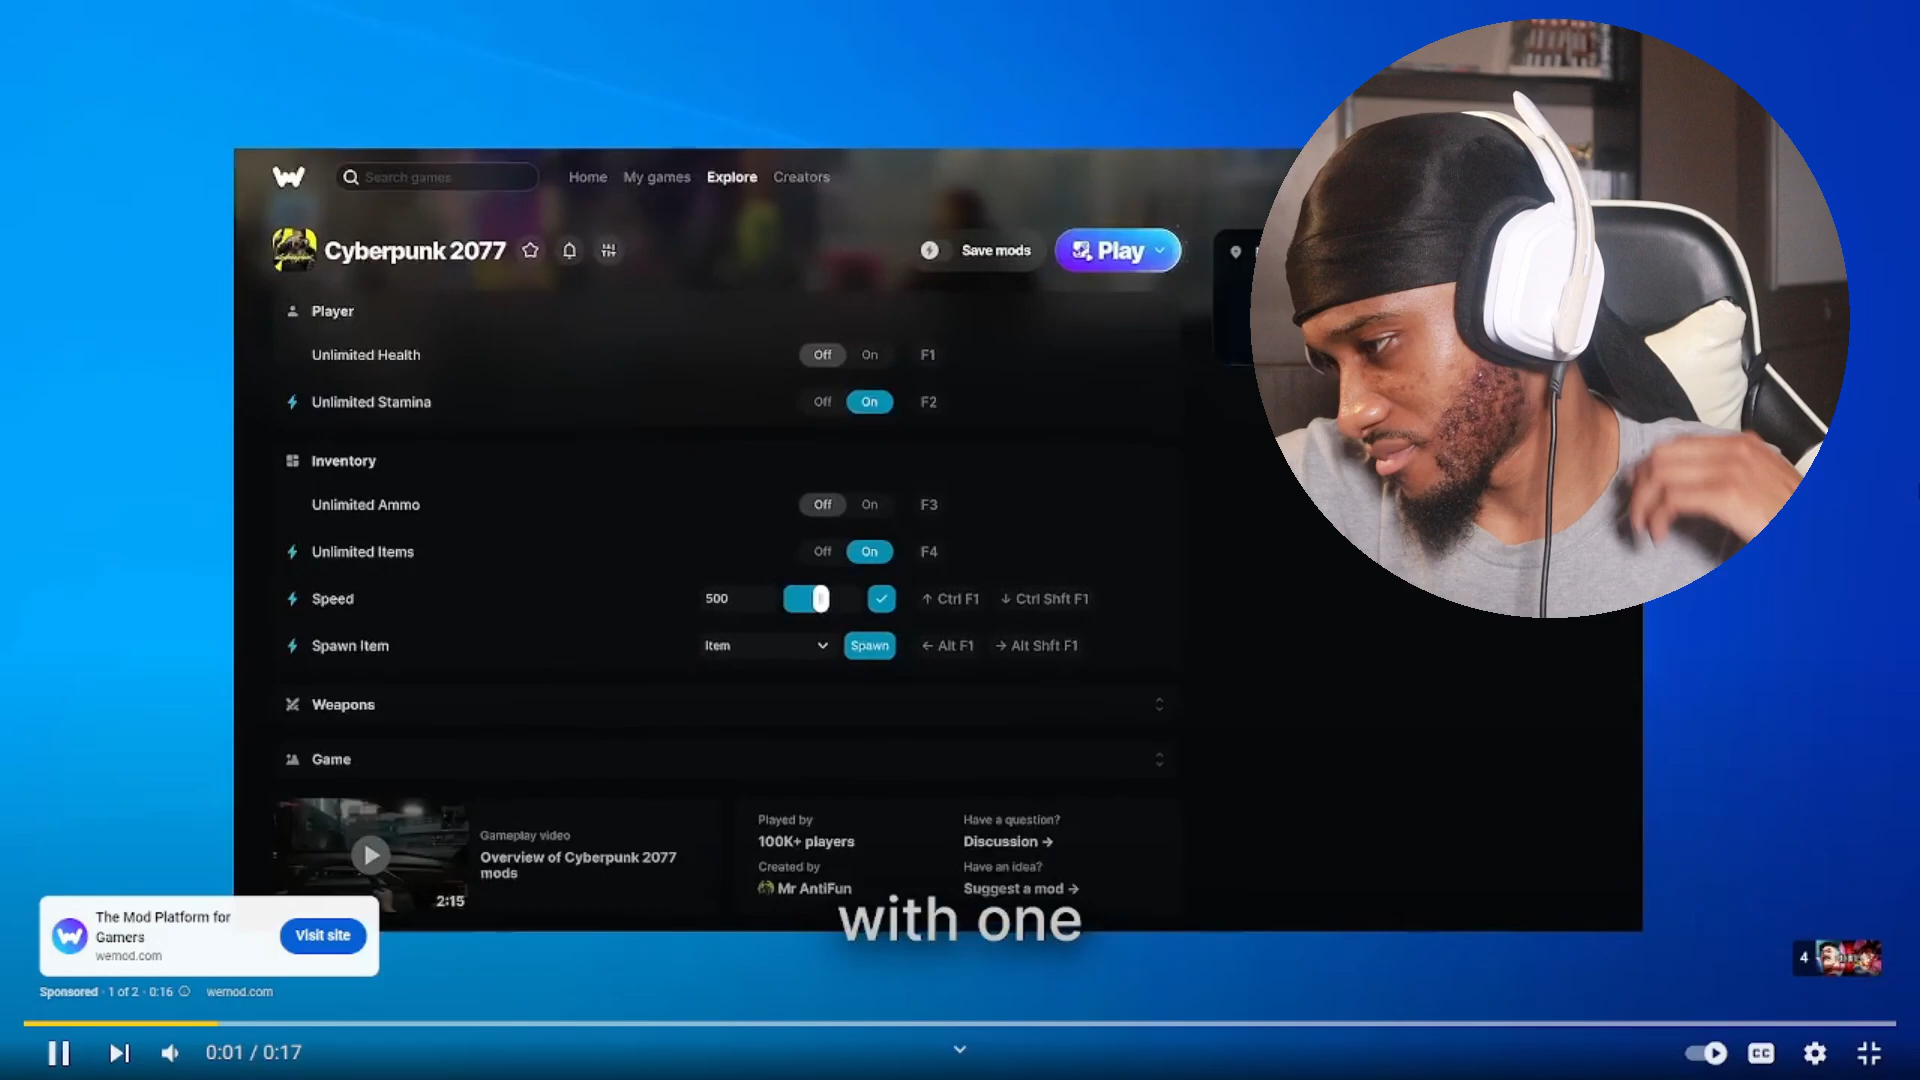 Search games
Home My games Explore Creators
Cyberpunk 2077
Save mods
Play
Player
Unlimited Health Off On F1
Unlimited Stamina Off On F2
Inventory
Unlimited Ammo Off On F3
Unlimited Items Off On F4
Speed 500 ↑ Ctrl F1 ↓ Ctrl Shft F1
Spawn Item Item Spawn ← Alt F1 → Alt Shft F1
Weapons
Game
2:15
Gameplay video
Overview of Cyberpunk 2077
mods
Played by
100K+ players
Created by
Mr AntiFun
Have a question?
Discussion →
Have an idea?
Suggest a mod →
with one
The Mod Platform for
Gamers
wemod.com
Visit site
Sponsored · 1 of 2 · 0:16 wemod.com
4
0:01 / 0:17
CC